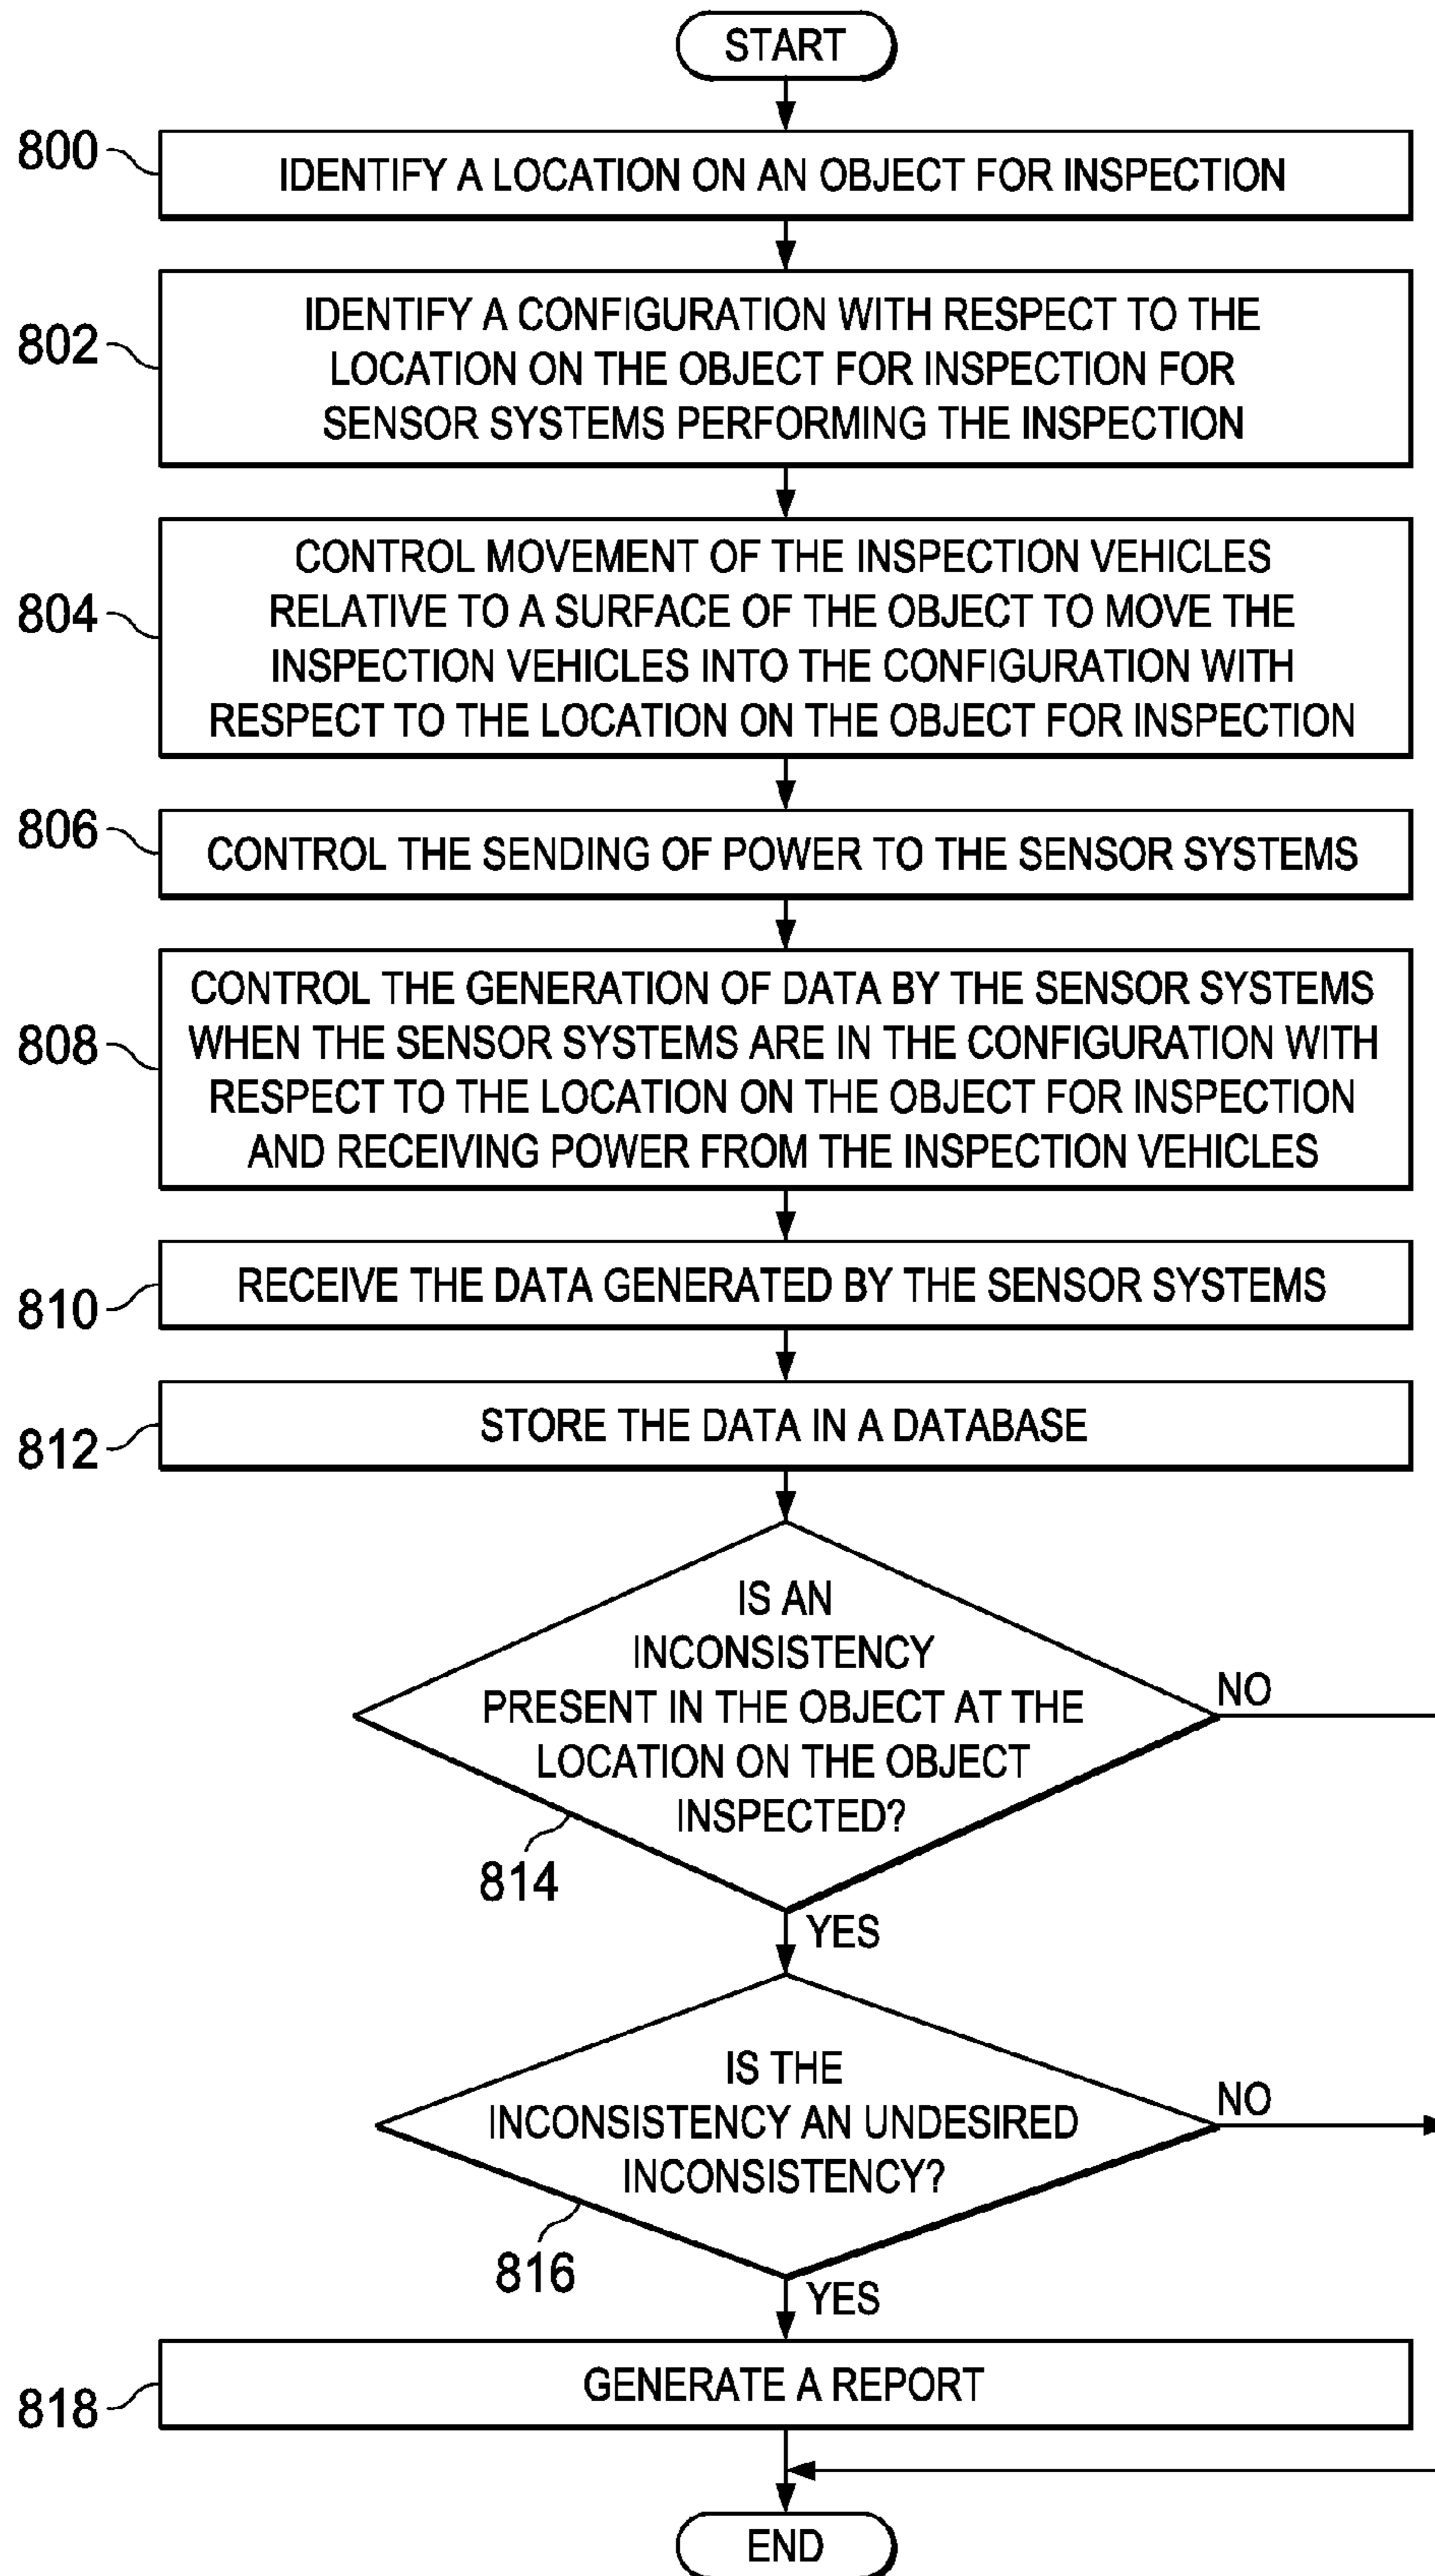 START
800
IDENTIFY A LOCATION ON AN OBJECT FOR INSPECTION
802
IDENTIFY A CONFIGURATION WITH RESPECT TO THE
LOCATION ON THE OBJECT FOR INSPECTION FOR
SENSOR SYSTEMS PERFORMING THE INSPECTION
804
CONTROL MOVEMENT OF THE INSPECTION VEHICLES
RELATIVE TO A SURFACE OF THE OBJECT TO MOVE THE
INSPECTION VEHICLES INTO THE CONFIGURATION WITH
RESPECT TO THE LOCATION ON THE OBJECT FOR INSPECTION
806
CONTROL THE SENDING OF POWER TO THE SENSOR SYSTEMS
808
CONTROL THE GENERATION OF DATA BY THE SENSOR SYSTEMS
WHEN THE SENSOR SYSTEMS ARE IN THE CONFIGURATION WITH
RESPECT TO THE LOCATION ON THE OBJECT FOR INSPECTION
AND RECEIVING POWER FROM THE INSPECTION VEHICLES
810
RECEIVE THE DATA GENERATED BY THE SENSOR SYSTEMS
812
STORE THE DATA IN A DATABASE
IS AN
INCONSISTENCY
PRESENT IN THE OBJECT AT THE
LOCATION ON THE OBJECT
INSPECTED?
NO
814
YES
IS THE
INCONSISTENCY AN UNDESIRED
INCONSISTENCY?
NO
816
YES
818
GENERATE A REPORT
END